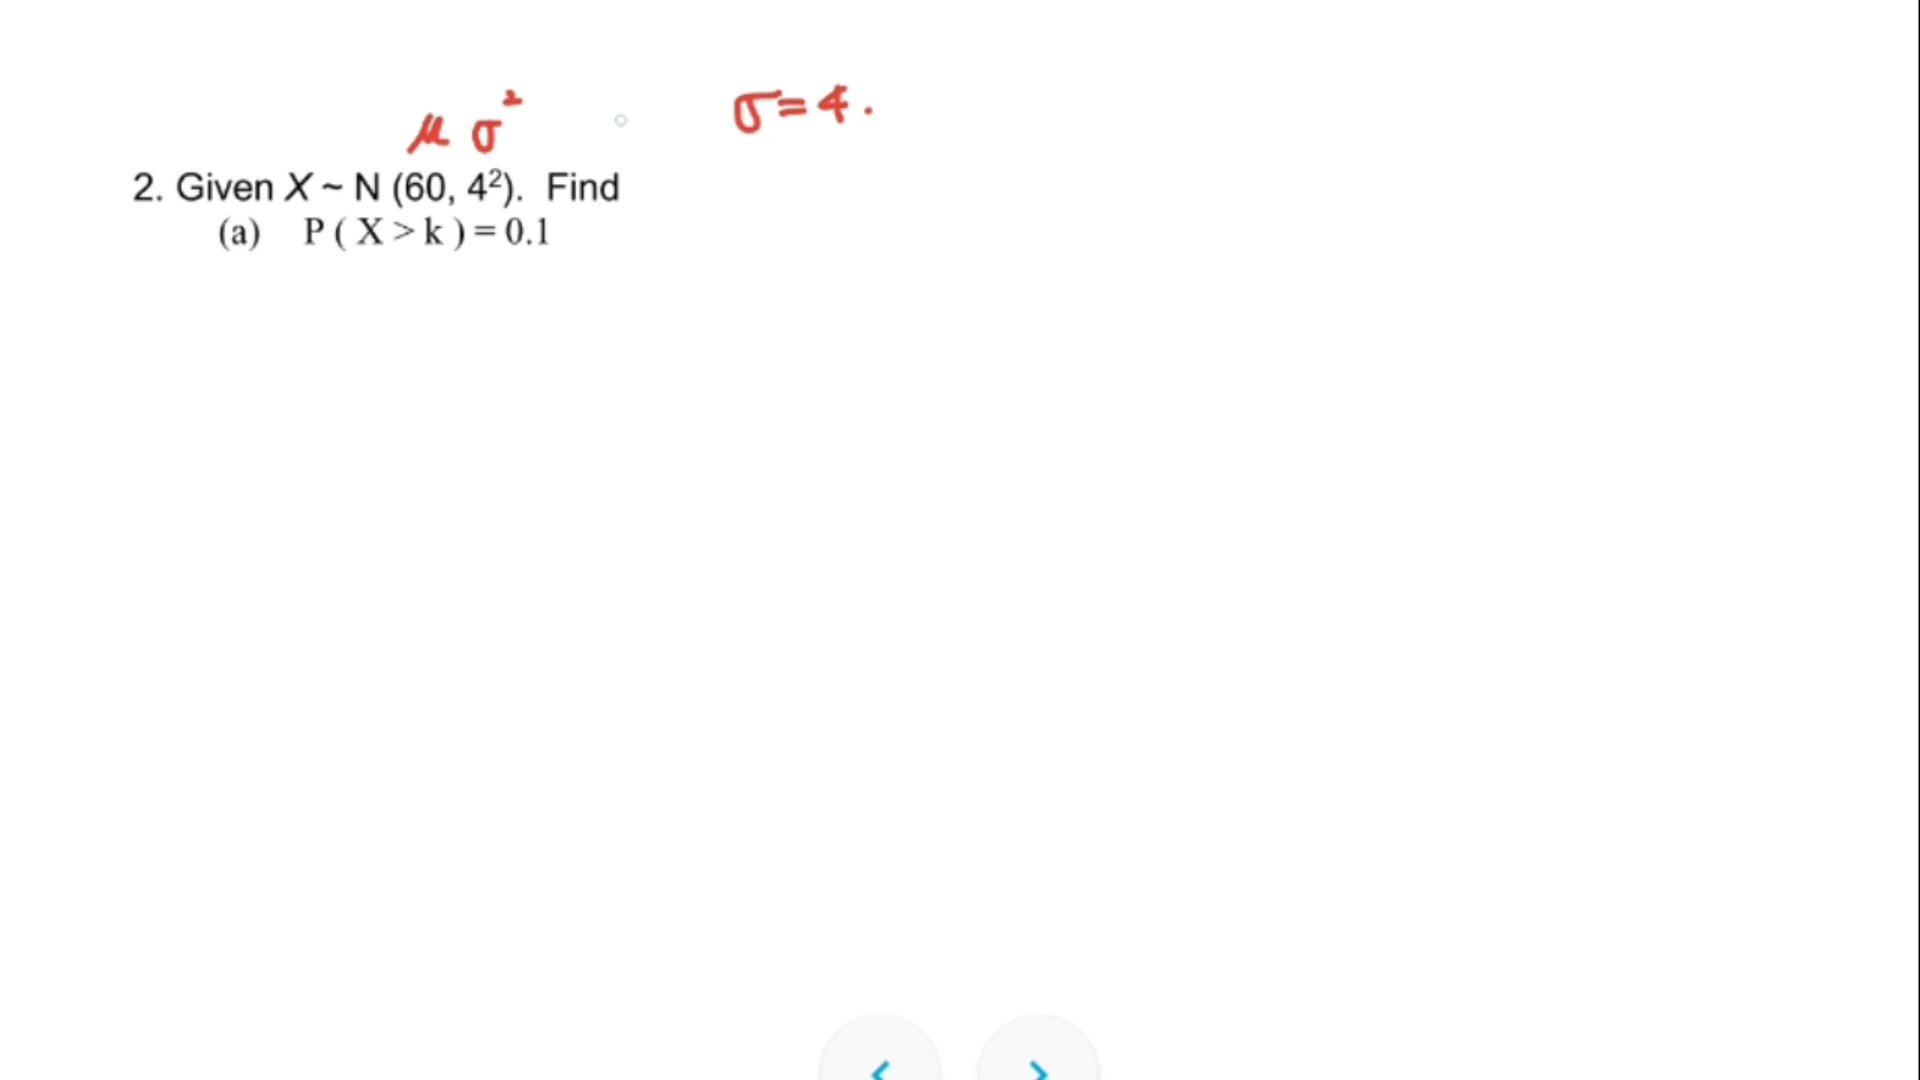 μ σ² σ=4.
2. Given X ~ N (60, 4²). Find
(a) P ( X > k ) = 0.1